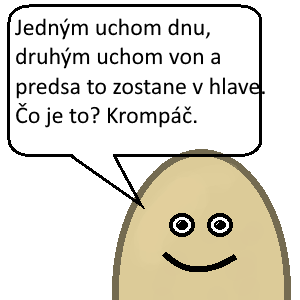 Jedným uchom dnu,
druhým uchom von a
predsa to zostane v hlave.
Čo je to? Krompáč.